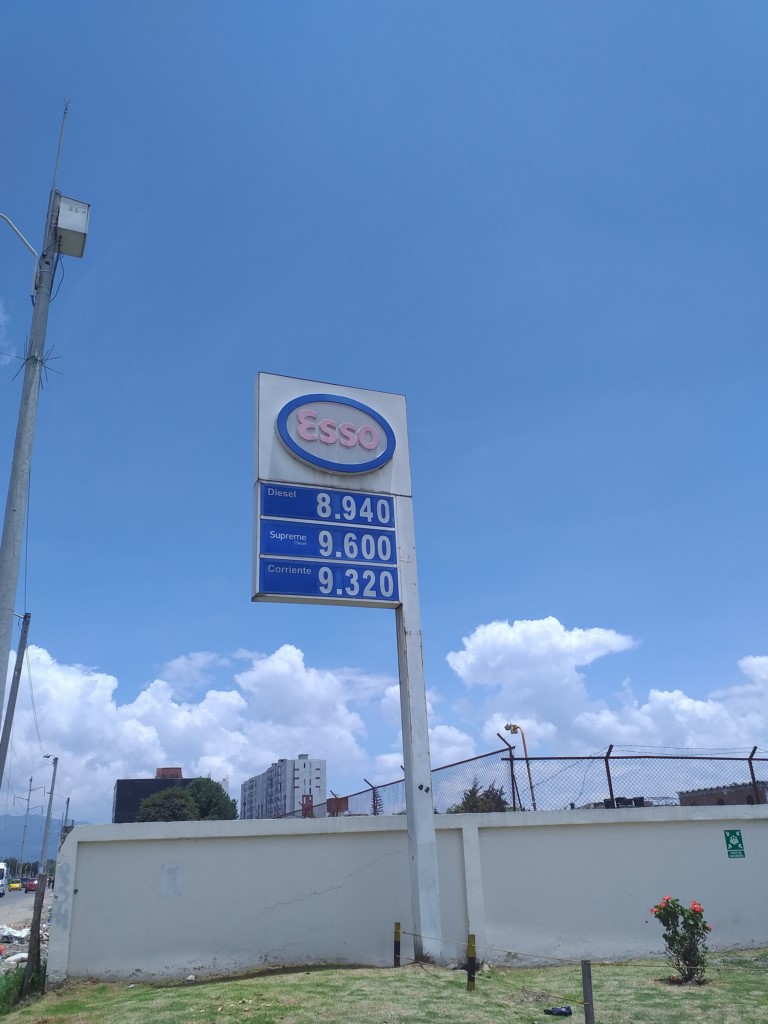 Esso
Diesel 8.940
Supreme 9.600
Diesel
Corriente 9.320